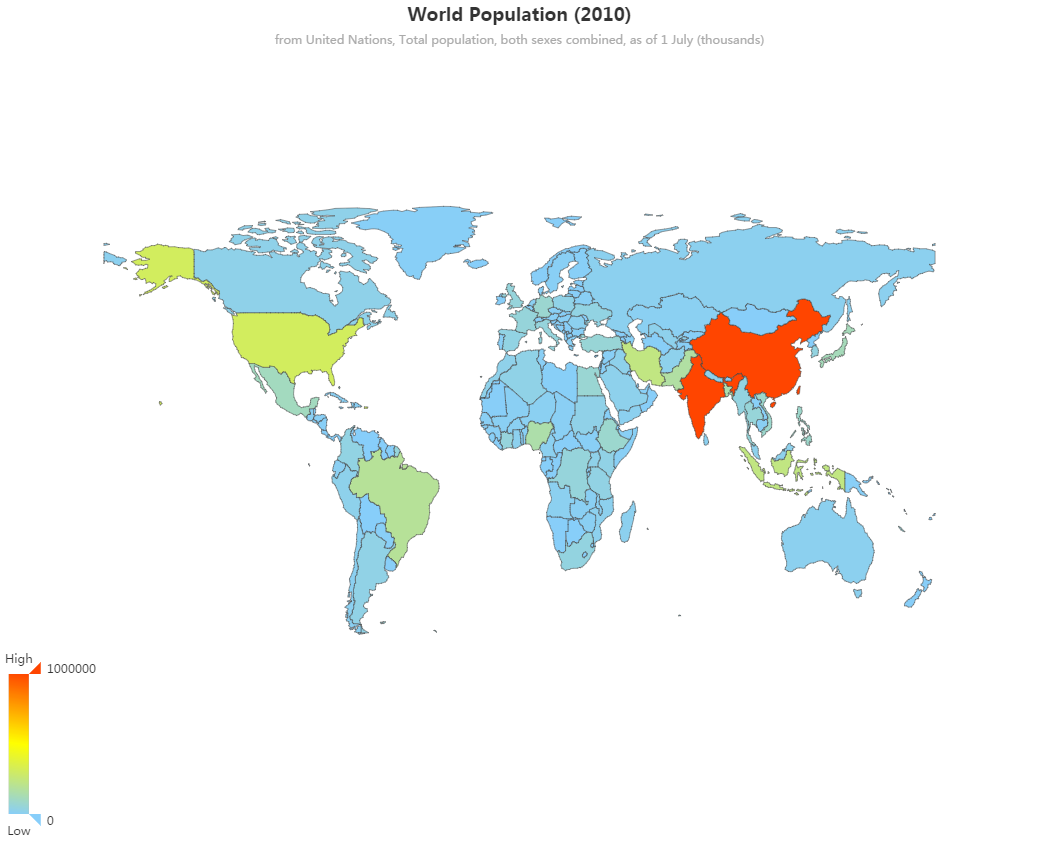 World Population (2010)
from United Nations, Total population, both sexes combined, as of 1 July (thousands)
High
1000000
0
Low